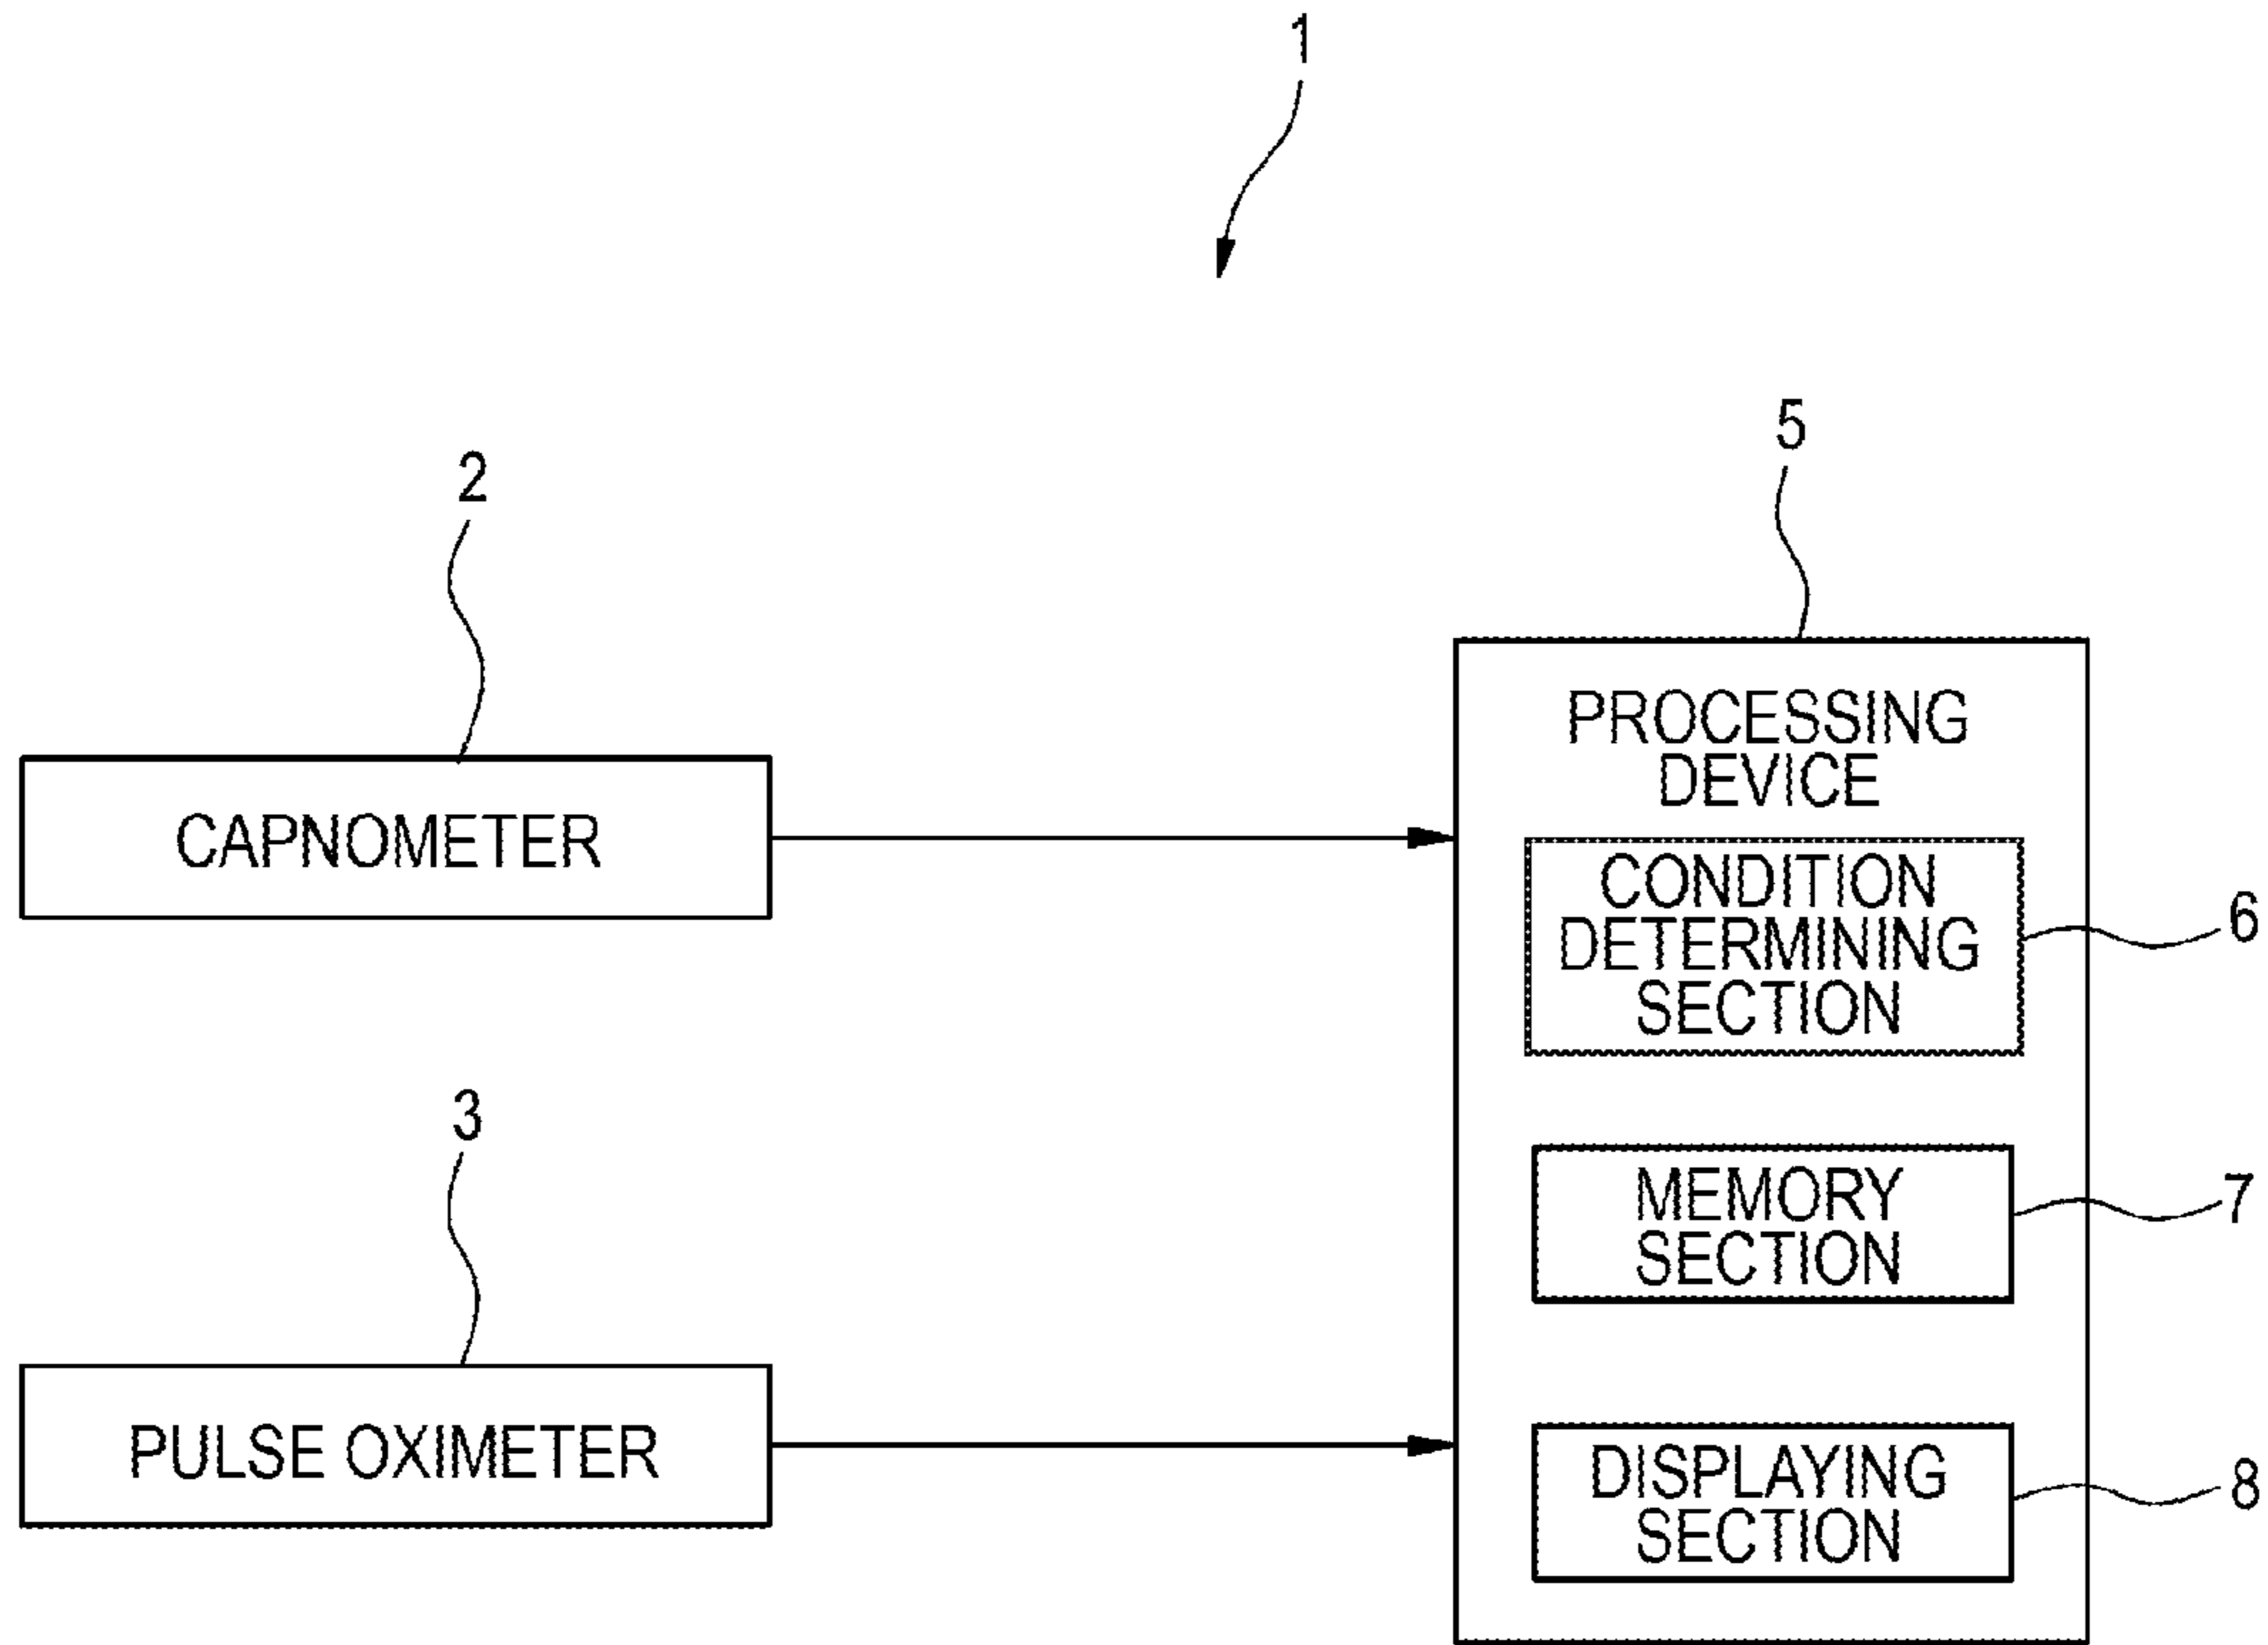 1
5
2
PROCESSING
DEVICE
CAPNOMETER
CONDITION
DETERMINING
SECTION
6
3
MEMORY
SECTION
7
PULSE OXIMETER
DISPLAYING
SECTION
8